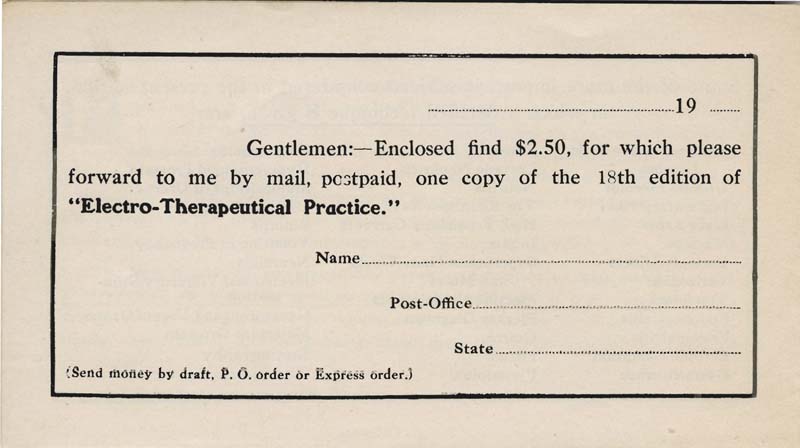 19
Gentlemen:—Enclosed find $2.50, for which please
forward to me by mail, postpaid, one copy of the 18th edition of
"Electro-Therapeutical Practice."
Name
Post-Office
State
(Send money by draft, P. O. order or Express order.)